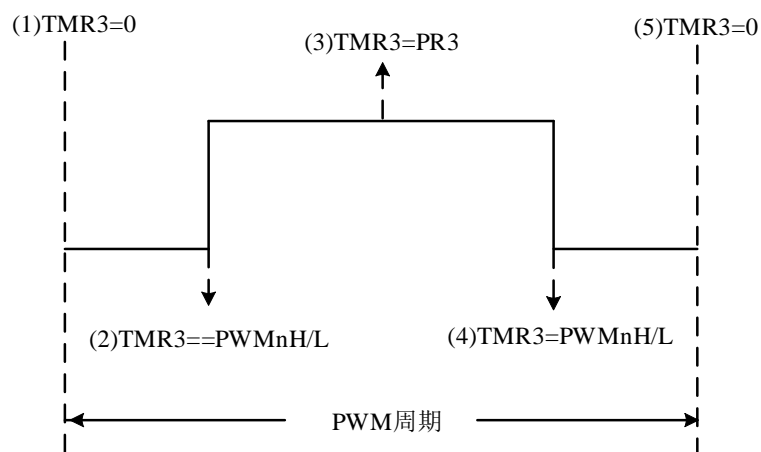 (1)TMR3=0
(5)TMR3=0
(3)TMR3=PR3
(2)TMR3==PWMnH/L
(4)TMR3=PWMnH/L
PWM周期